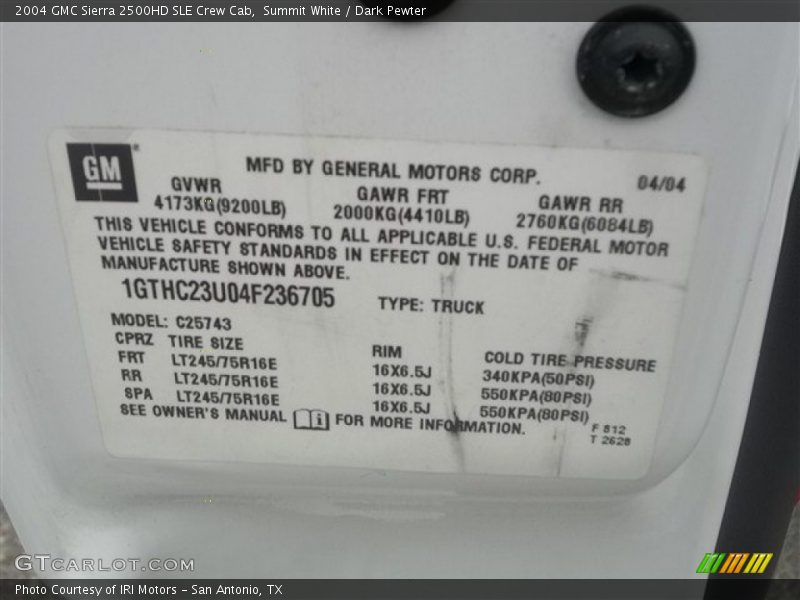 2004 GMC Sierra 2500HD SLE Crew Cab,  Summit White / Dark Pewter
GM
MFD BY GENERAL MOTORS CORP.
04/04
GVWR GAWR FRT GAWR RR
4173KG(9200LB) 2000KG(4410LB) 2760KG(6084LB)
THIS VEHICLE CONFORMS TO ALL APPLICABLE U.S. FEDERAL MOTOR
VEHICLE SAFETY STANDARDS IN EFFECT ON THE DATE OF
MANUFACTURE SHOWN ABOVE.
1GTHC23U04F236705 TYPE: TRUCK
MODEL: C25743
CPRZ TIRE SIZE RIM COLD TIRE PRESSURE
FRT LT245/75R16E 16X6.5J 340KPA(50PSI)
RR LT245/75R16E 16X6.5J 550KPA(80PSI)
SPA LT245/75R16E 16X6.5J 550KPA(80PSI)
SEE OWNER'S MANUAL i FOR MORE INFORMATION.
F 812
T 2628
GTCARLOT.COM
Photo Courtesy of IRI Motors – San Antonio, TX